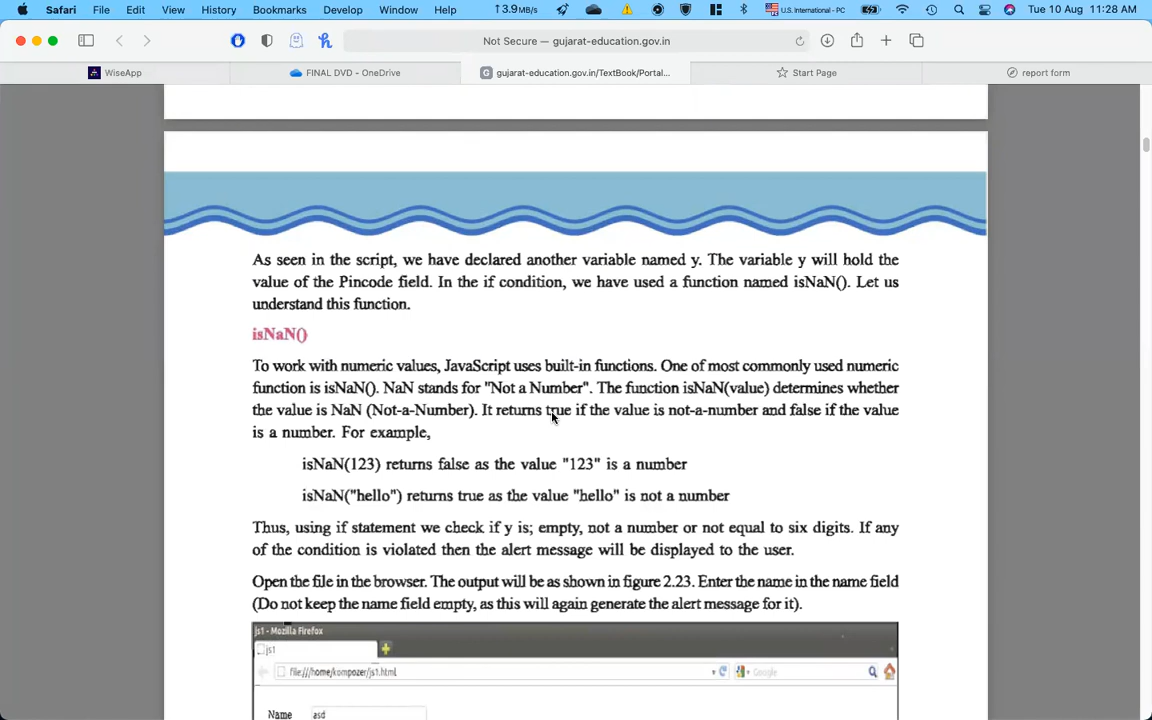 Safari File Edit View History Bookmarks Develop Window Help 3.9MB/s U.S. International - PC Tue 10 Aug 11:28 AM
Not Secure — gujarat-education.gov.in
WiseApp FINAL DVD - OneDrive G gujarat-education.gov.in/TextBook/Portal... Start Page report form
As seen in the script, we have declared another variable named y. The variable y will hold the
value of the Pincode field. In the if condition, we have used a function named isNaN(). Let us
understand this function.
isNaN()
To work with numeric values, JavaScript uses built-in functions. One of most commonly used numeric
function is isNaN(). NaN stands for "Not a Number". The function isNaN(value) determines whether
the value is NaN (Not-a-Number). It returns true if the value is not-a-number and false if the value
is a number. For example,
isNaN(123) returns false as the value "123" is a number
isNaN("hello") returns true as the value "hello" is not a number
Thus, using if statement we check if y is; empty, not a number or not equal to six digits. If any
of the condition is violated then the alert message will be displayed to the user.
Open the file in the browser. The output will be as shown in figure 2.23. Enter the name in the name field
(Do not keep the name field empty, as this will again generate the alert message for it).
js1 - Mozilla Firefox
js1
file:///home/kompozer/js1.html Google
Name asd